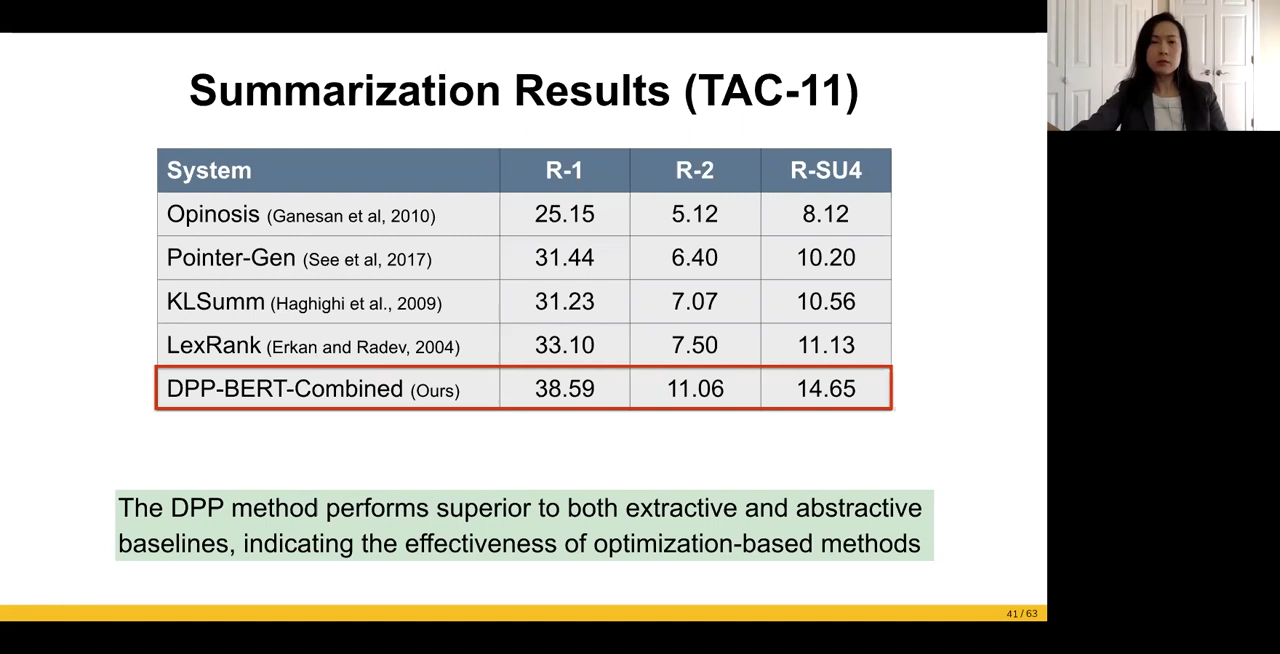 Summarization Results (TAC-11)
System R-1 R-2 R-SU4
Opinosis (Ganesan et al, 2010) 25.15 5.12 8.12
Pointer-Gen (See et al, 2017) 31.44 6.40 10.20
KLSumm (Haghighi et al., 2009) 31.23 7.07 10.56
LexRank (Erkan and Radev, 2004) 33.10 7.50 11.13
DPP-BERT-Combined (Ours) 38.59 11.06 14.65
The DPP method performs superior to both extractive and abstractive
baselines, indicating the effectiveness of optimization-based methods
41 / 63